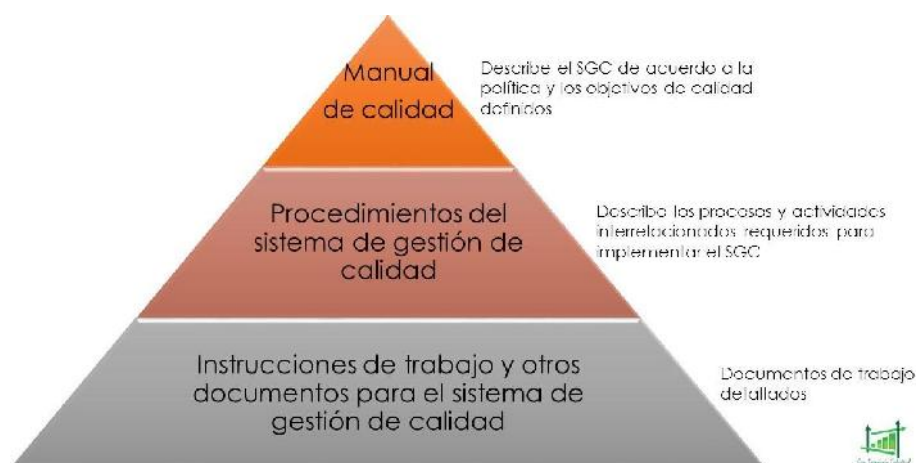 Manual
de calidad
Describe el SGC de acuerdo a la
política y los objetivos de calidad
definidos
Procedimientos del
sistema de gestión de
calidad
Describe los procesos y actividades
interrelacionados requeridos para
implementar el SGC
Instrucciones de trabajo y otros
documentos para el sistema de
gestión de calidad
Documentos de trabajo
detallados